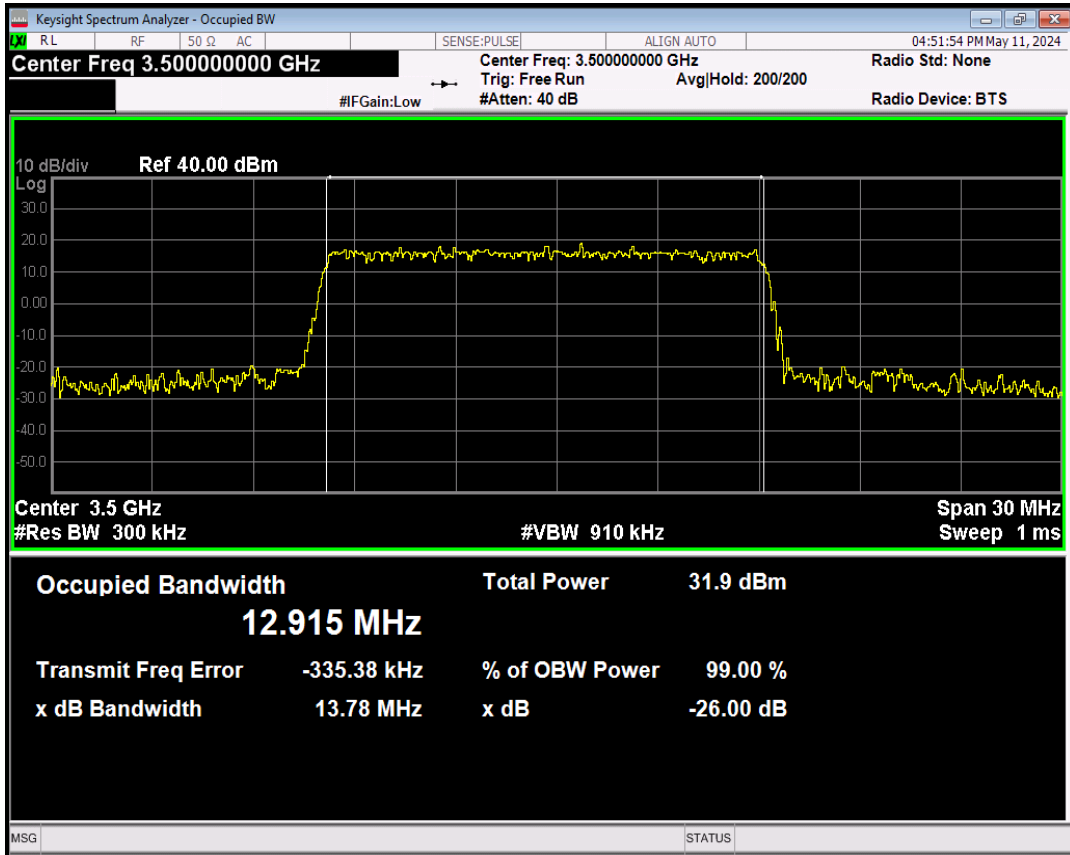 Keysight Spectrum Analyzer - Occupied BW
LXI RL RF 50 Ω AC SENSE:PULSE ALIGN AUTO 04:51:54 PM May 11, 2024
Center Freq 3.500000000 GHz Center Freq: 3.500000000 GHz Radio Std: None
Trig: Free Run Avg|Hold: 200/200
#IFGain:Low #Atten: 40 dB Radio Device: BTS
10 dB/div Ref 40.00 dBm
Log
30.0
20.0
10.0
0.00
-10.0
-20.0
-30.0
-40.0
-50.0
Center 3.5 GHz Span 30 MHz
#Res BW 300 kHz #VBW 910 kHz Sweep 1 ms
Occupied Bandwidth Total Power 31.9 dBm
12.915 MHz
Transmit Freq Error -335.38 kHz % of OBW Power 99.00 %
x dB Bandwidth 13.78 MHz x dB -26.00 dB
MSG STATUS